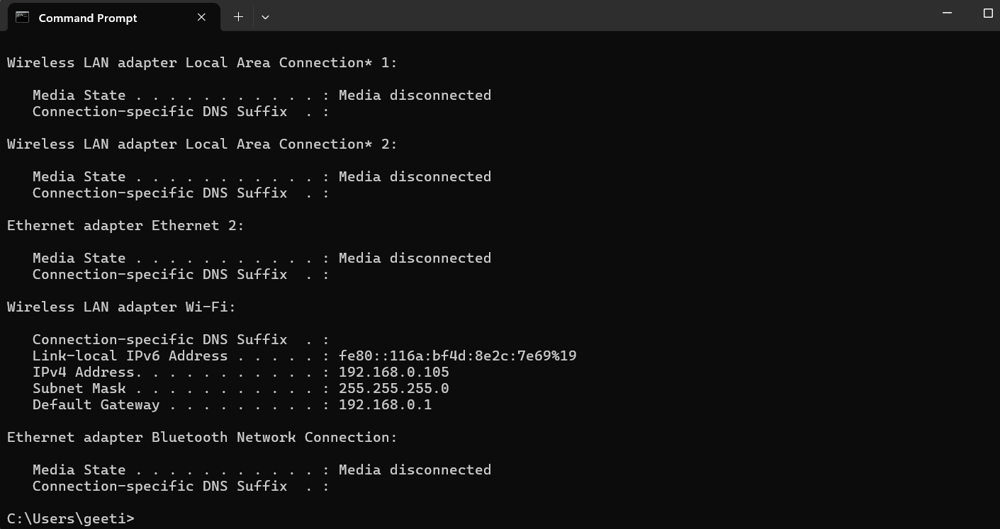 Command Prompt
Wireless LAN adapter Local Area Connection* 1:
   Media State . . . . . . . . . . . : Media disconnected
   Connection-specific DNS Suffix  . :
Wireless LAN adapter Local Area Connection* 2:
   Media State . . . . . . . . . . . : Media disconnected
   Connection-specific DNS Suffix  . :
Ethernet adapter Ethernet 2:
   Media State . . . . . . . . . . . : Media disconnected
   Connection-specific DNS Suffix  . :
Wireless LAN adapter Wi-Fi:
   Connection-specific DNS Suffix  . :
   Link-local IPv6 Address . . . . . : fe80::116a:bf4d:8e2c:7e69%19
   IPv4 Address. . . . . . . . . . . : 192.168.0.105
   Subnet Mask . . . . . . . . . . . : 255.255.255.0
   Default Gateway . . . . . . . . . : 192.168.0.1
Ethernet adapter Bluetooth Network Connection:
   Media State . . . . . . . . . . . : Media disconnected
   Connection-specific DNS Suffix  . :
C:\Users\geeti>